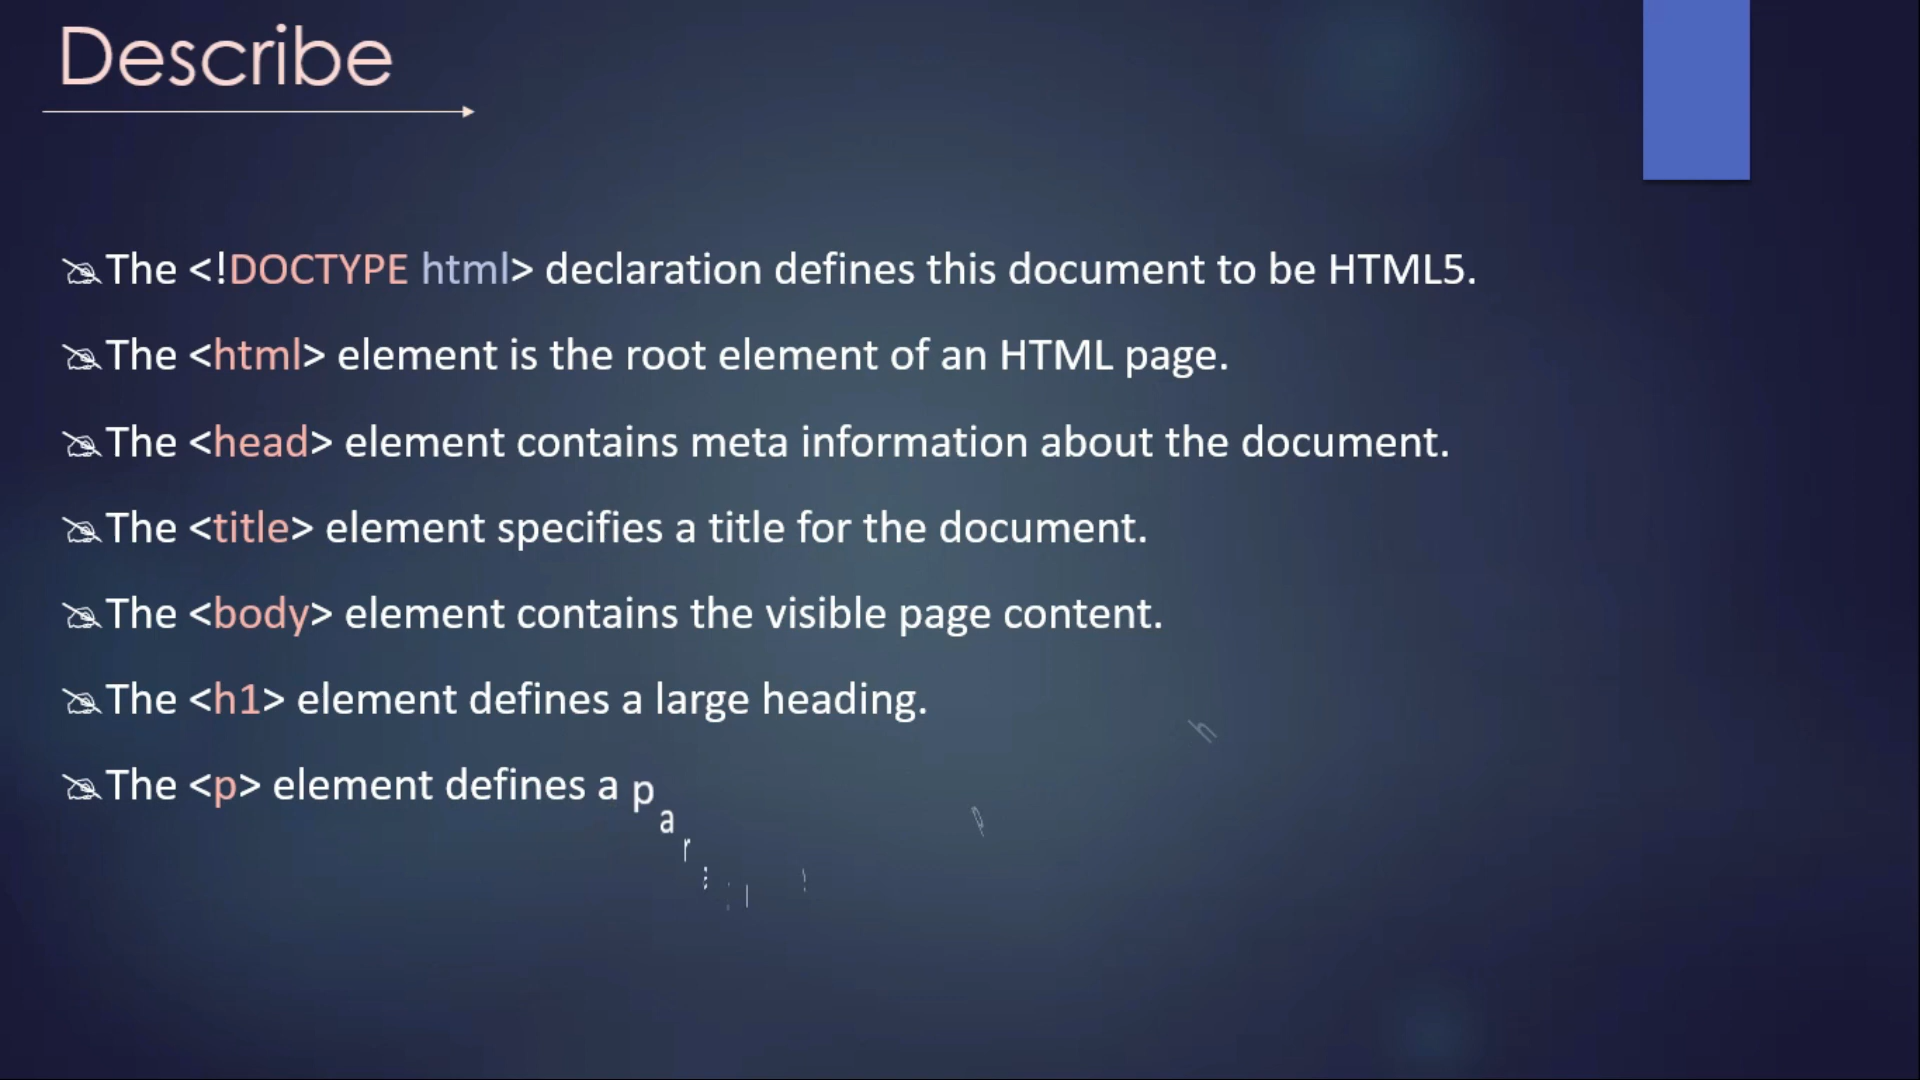 Describe
The <!DOCTYPE html> declaration defines this document to be HTML5.
The <html> element is the root element of an HTML page.
The <head> element contains meta information about the document.
The <title> element specifies a title for the document.
The <body> element contains the visible page content.
The <h1> element defines a large heading.
The <p> element defines a